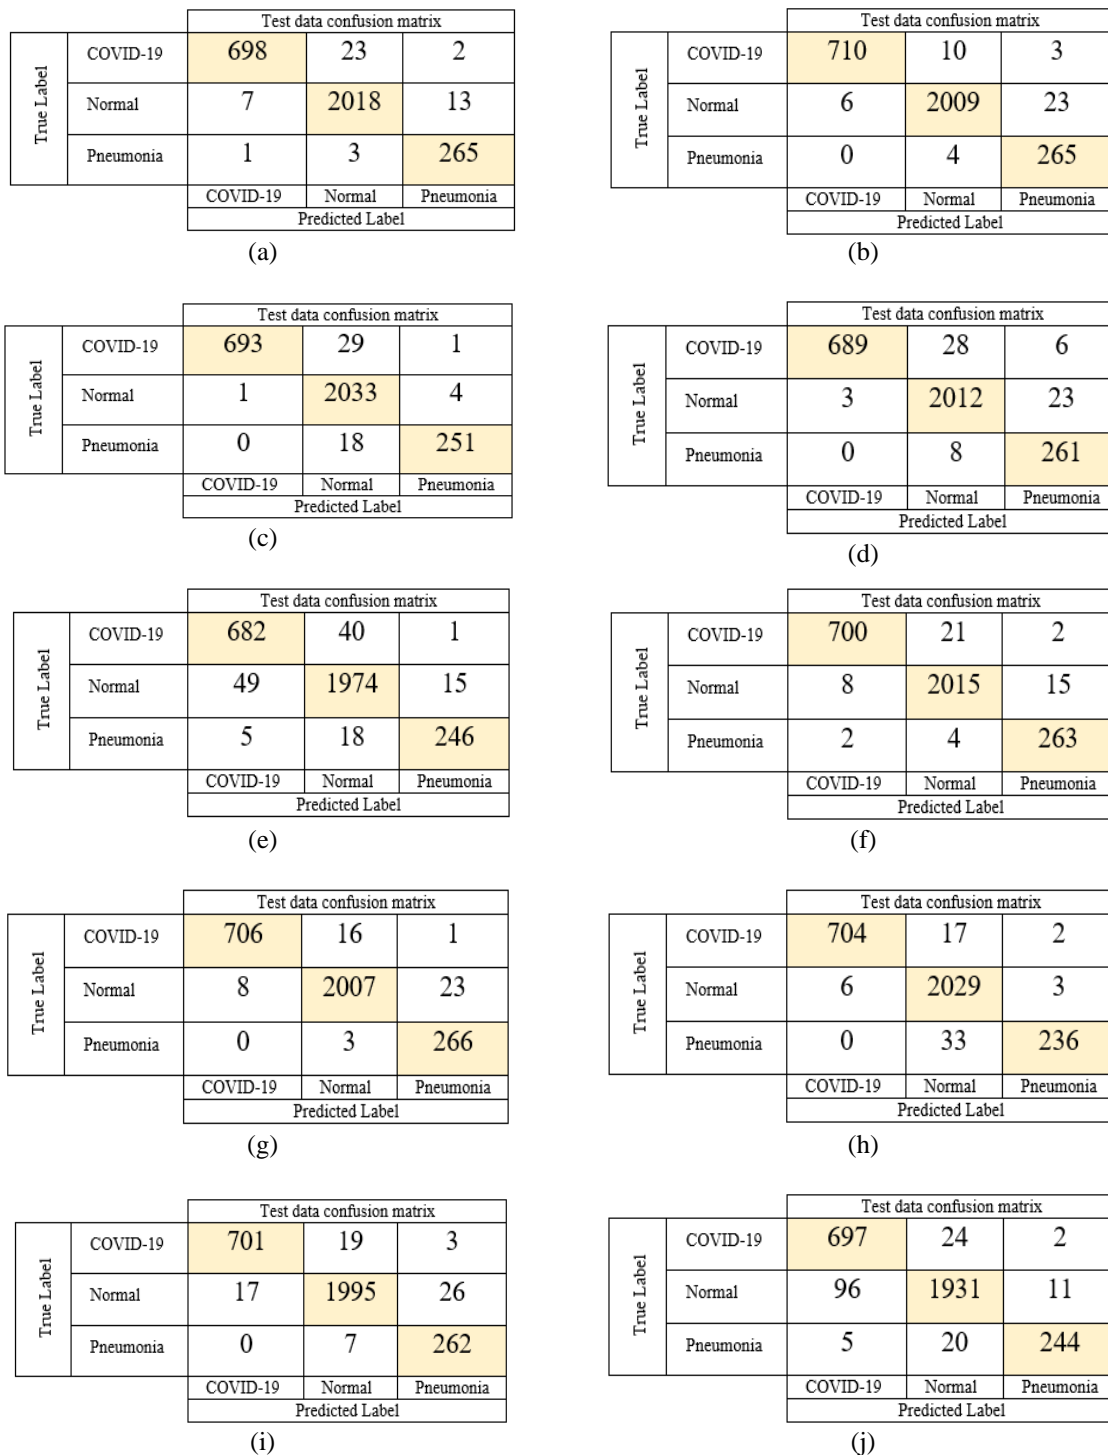 Test data confusion matrix
True Label
COVID-19 698 23 2
Normal 7 2018 13
Pneumonia 1 3 265
COVID-19 Normal Pneumonia
Predicted Label
(a)
Test data confusion matrix
True Label
COVID-19 710 10 3
Normal 6 2009 23
Pneumonia 0 4 265
COVID-19 Normal Pneumonia
Predicted Label
(b)
Test data confusion matrix
True Label
COVID-19 693 29 1
Normal 1 2033 4
Pneumonia 0 18 251
COVID-19 Normal Pneumonia
Predicted Label
(c)
Test data confusion matrix
True Label
COVID-19 689 28 6
Normal 3 2012 23
Pneumonia 0 8 261
COVID-19 Normal Pneumonia
Predicted Label
(d)
Test data confusion matrix
True Label
COVID-19 682 40 1
Normal 49 1974 15
Pneumonia 5 18 246
COVID-19 Normal Pneumonia
Predicted Label
(e)
Test data confusion matrix
True Label
COVID-19 700 21 2
Normal 8 2015 15
Pneumonia 2 4 263
COVID-19 Normal Pneumonia
Predicted Label
(f)
Test data confusion matrix
True Label
COVID-19 706 16 1
Normal 8 2007 23
Pneumonia 0 3 266
COVID-19 Normal Pneumonia
Predicted Label
(g)
Test data confusion matrix
True Label
COVID-19 704 17 2
Normal 6 2029 3
Pneumonia 0 33 236
COVID-19 Normal Pneumonia
Predicted Label
(h)
Test data confusion matrix
True Label
COVID-19 701 19 3
Normal 17 1995 26
Pneumonia 0 7 262
COVID-19 Normal Pneumonia
Predicted Label
(i)
Test data confusion matrix
True Label
COVID-19 697 24 2
Normal 96 1931 11
Pneumonia 5 20 244
COVID-19 Normal Pneumonia
Predicted Label
(j)